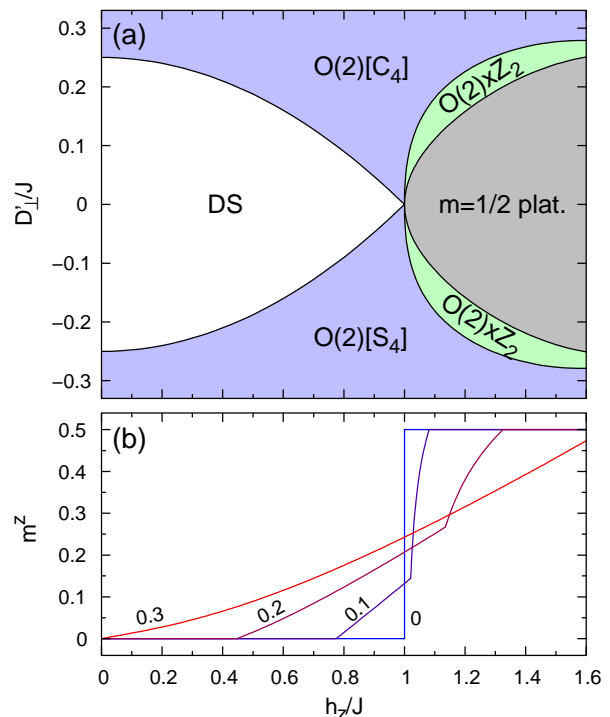 (a)
0.3
0.2
0.1
0
−0.1
−0.2
−0.3
D'⊥/J
O(2)[C₄]
O(2)xZ₂
DS
m=1/2 plat.
O(2)xZ₂
O(2)[S₄]
(b)
0.5
0.4
0.3
0.2
0.1
0
mᶻ
0.3
0.2
0.1
0
0 0.2 0.4 0.6 0.8 1 1.2 1.4 1.6
h_z/J